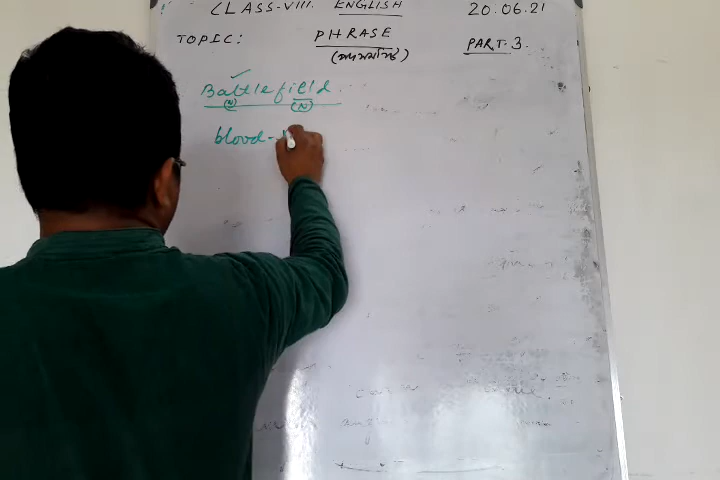 CLASS-VIII. ENGLISH 20.06.21
TOPIC: PHRASE PART-3.
Battlefield.
(N) (N)
blood-